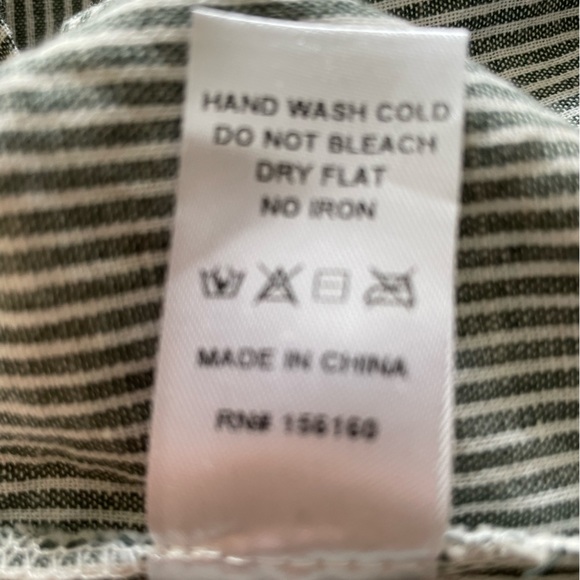 HAND WASH COLD
DO NOT BLEACH
DRY FLAT
NO IRON
MADE IN CHINA
RN# 156160